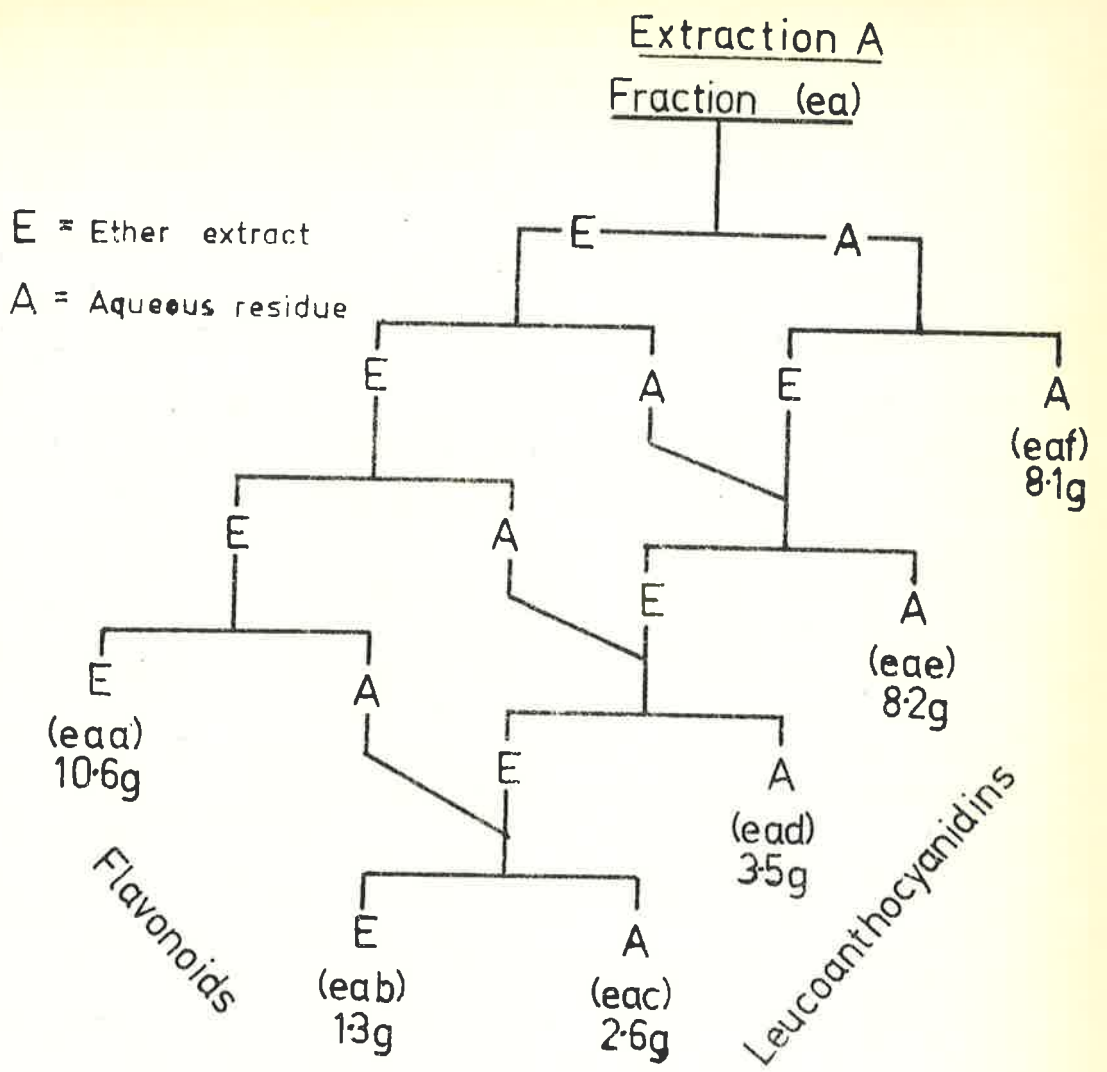 Extraction A
Fraction (ea)
E = Ether extract
A = Aqueous residue
E
A
E
A
E
A
(eaf)
8·1g
E
A
E
A
(eae)
8·2g
E
(eaa)
10·6g
A
E
A
(ead)
3·5g
E
(eab)
1·3g
A
(eac)
2·6g
Flavonoids
Leucoanthocyanidins